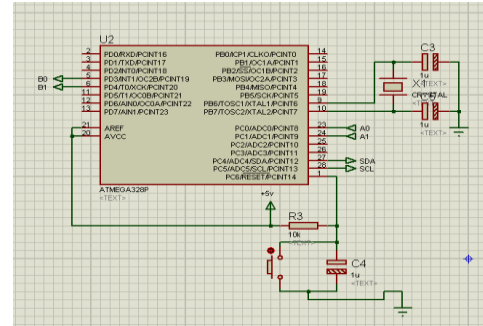 U2
2 PD0/RXD/PCINT16 PB0/ICP1/CLKO/PCINT0 14
3 PD1/TXD/PCINT17 PB1/OC1A/PCINT1 15
4 PD2/INT0/PCINT18 PB2/SS/OC1B/PCINT2 16
B0 5 PD3/INT1/OC2B/PCINT19 PB3/MOSI/OC2A/PCINT3 17
B1 6 PD4/T0/XCK/PCINT20 PB4/MISO/PCINT4 18
11 PD5/T1/OC0B/PCINT21 PB5/SCK/PCINT5 19
12 PD6/AIN0/OC0A/PCINT22 PB6/TOSC1/XTAL1/PCINT6 9
13 PD7/AIN1/PCINT23 PB7/TOSC2/XTAL2/PCINT7 10
21 AREF PC0/ADC0/PCINT8 23 A0
20 AVCC PC1/ADC1/PCINT9 24 A1
PC2/ADC2/PCINT10 25
PC3/ADC3/PCINT11 26
PC4/ADC4/SDA/PCINT12 27 SDA
PC5/ADC5/SCL/PCINT13 28 SCL
PC6/RESET/PCINT14 1
ATMEGA328P
<TEXT>
C3
1u
<TEXT>
CRYSTAL
1u
<TEXT>
+5v
R3
10k
<TEXT>
C4
1u
<TEXT>